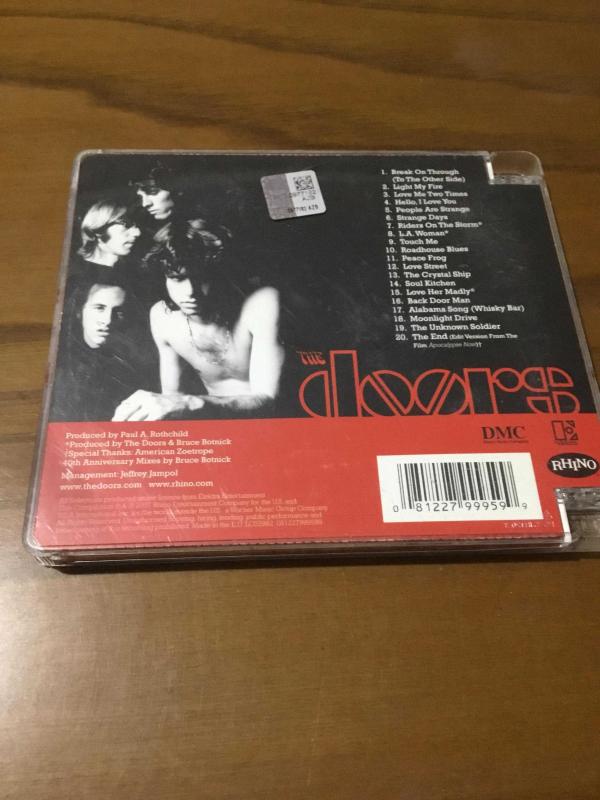 1. Break On Through
(To The Other Side)
2. Light My Fire
3. Love Me Two Times
4. Hello, I Love You
5. People Are Strange
6. Strange Days
7. Riders On The Storm*
8. L.A. Woman*
9. Touch Me
10. Roadhouse Blues
11. Peace Frog
12. Love Street
13. The Crystal Ship
14. Soul Kitchen
15. Love Her Madly*
16. Back Door Man
17. Alabama Song (Whisky Bar)
18. Moonlight Drive
19. The Unknown Soldier
20. The End (Edit Version From The
Film Apocalypse Now)††
THE
doors
Produced by Paul A. Rothchild
*Produced by The Doors & Bruce Botnick
†Special Thanks: American Zoetrope
40th Anniversary Mixes by Bruce Botnick
Management: Jeffrey Jampol
www.thedoors.com www.rhino.com
DMC
RHINO
0 81227 99959 9